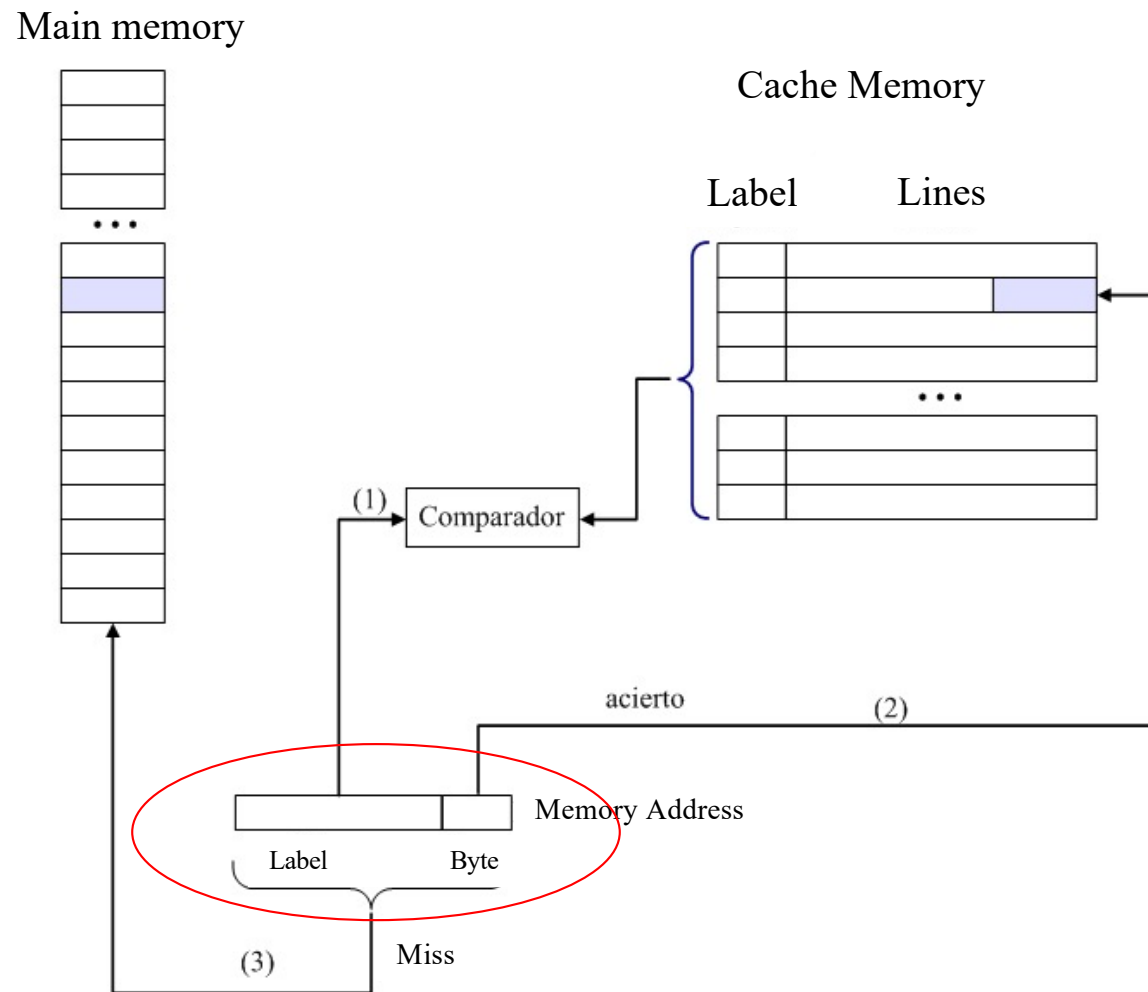 Main memory
Cache Memory
Label Lines
•••
•••
(1)
Comparador
acierto
(2)
Memory Address
Label Byte
Miss
(3)